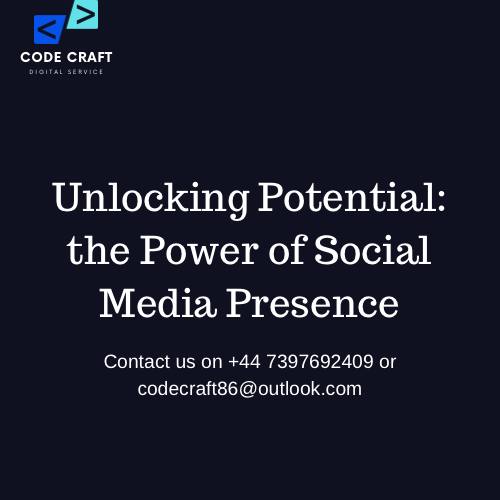 < >
CODE CRAFT
DIGITAL SERVICE
Unlocking Potential:
the Power of Social
Media Presence
Contact us on +44 7397692409 or
codecraft86@outlook.com